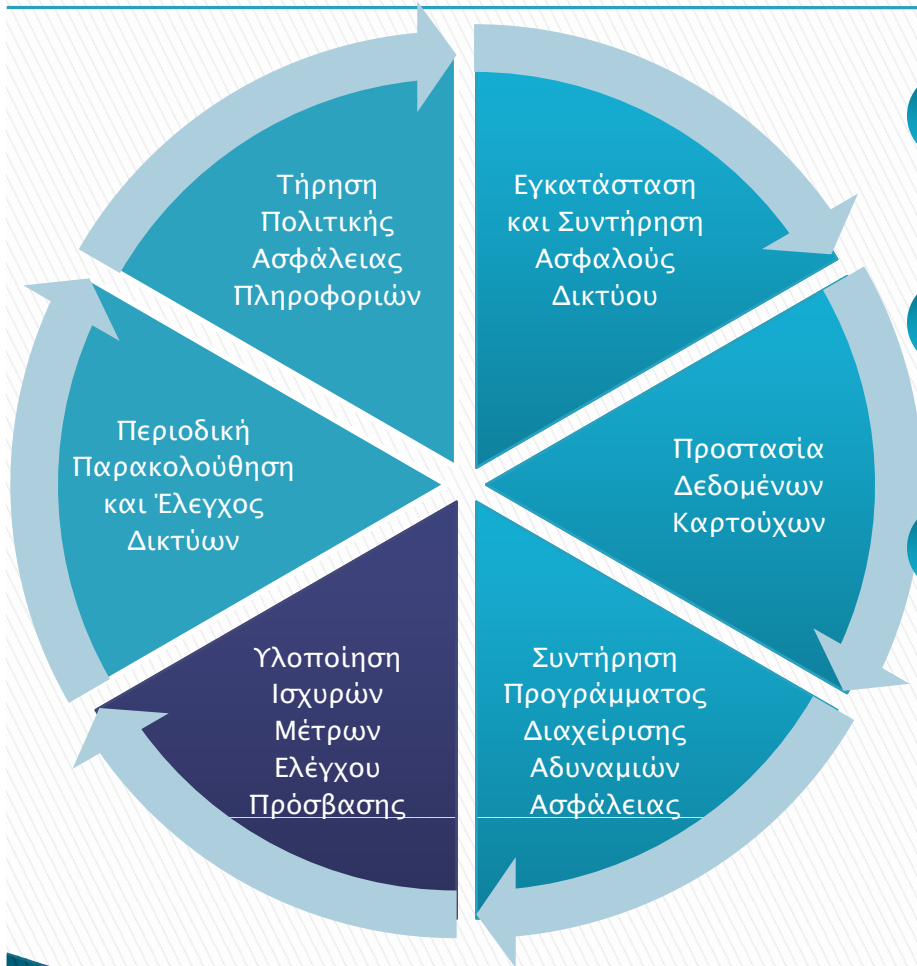 Εγκατάσταση
και Συντήρηση
Ασφαλούς
Δικτύου
Προστασία
Δεδομένων
Καρτούχων
Συντήρηση
Προγράμματος
Διαχείρισης
Αδυναμιών
Ασφάλειας
Υλοποίηση
Ισχυρών
Μέτρων
Ελέγχου
Πρόσβασης
Περιοδική
Παρακολούθηση
και Έλεγχος
Δικτύων
Τήρηση
Πολιτικής
Ασφάλειας
Πληροφοριών